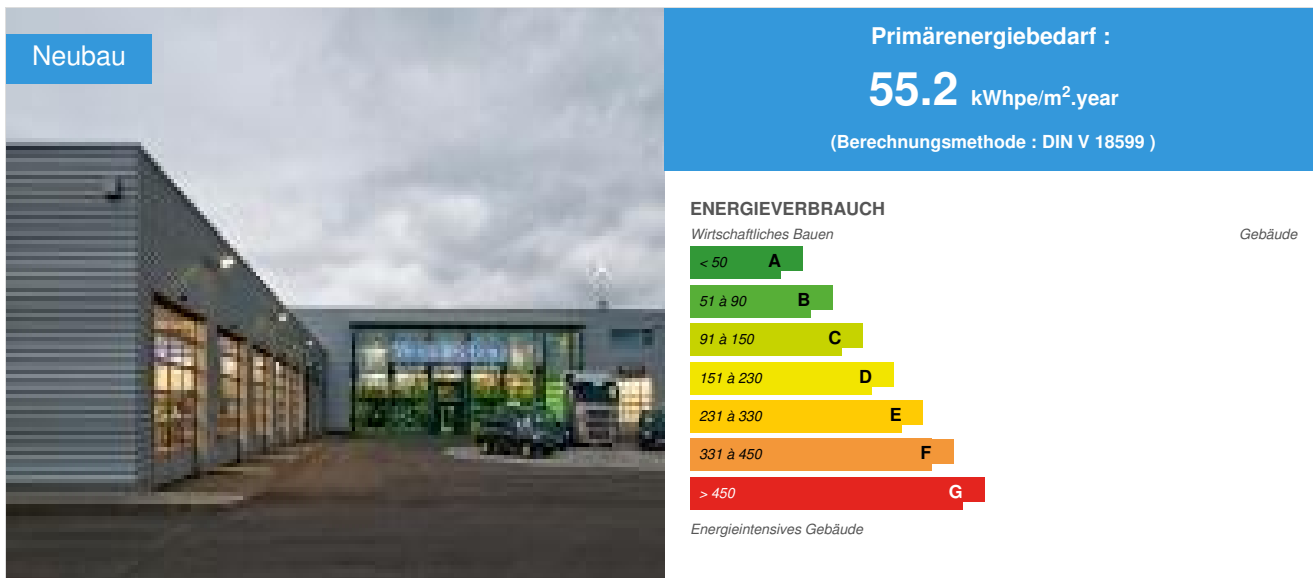 Neubau
Primärenergiebedarf :
55.2 kWhpe/m².year
(Berechnungsmethode : DIN V 18599 )
ENERGIEVERBRAUCH
Wirtschaftliches Bauen
Gebäude
< 50 A
51 à 90 B
91 à 150 C
151 à 230 D
231 à 330 E
331 à 450 F
> 450 G
Energieintensives Gebäude